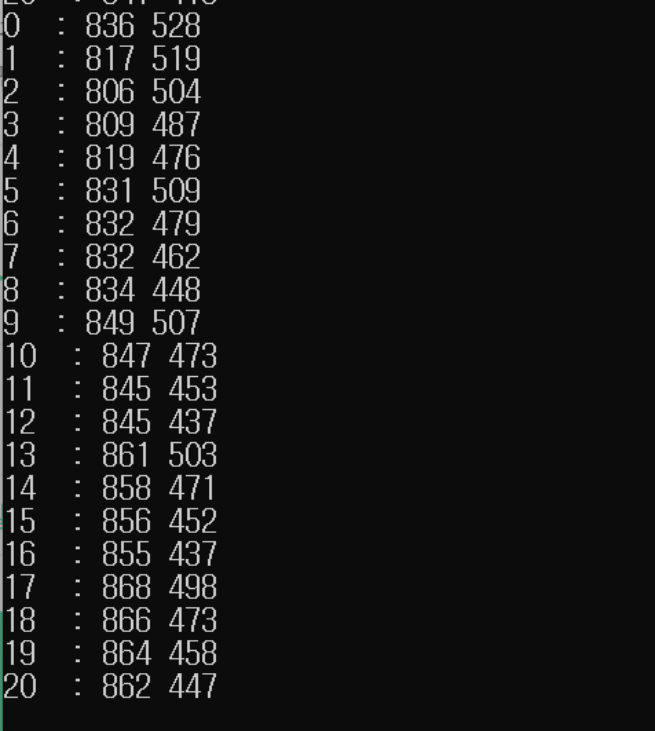 0 : 836 528
1 : 817 519
2 : 806 504
3 : 809 487
4 : 819 476
5 : 831 509
6 : 832 479
7 : 832 462
8 : 834 448
9 : 849 507
10 : 847 473
11 : 845 453
12 : 845 437
13 : 861 503
14 : 858 471
15 : 856 452
16 : 855 437
17 : 868 498
18 : 866 473
19 : 864 458
20 : 862 447